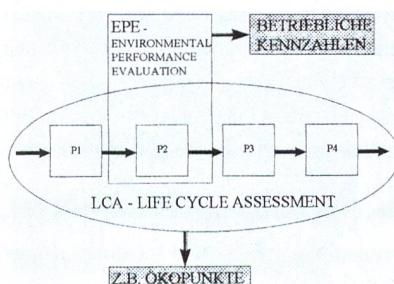 EPE -
ENVIRONMENTAL
PERFORMANCE
EVALUATION
BETRIEBLICHE
KENNZAHLEN
P1
P2
P3
P4
LCA - LIFE CYCLE ASSESSMENT
Z.B. ÖKOPUNKTE